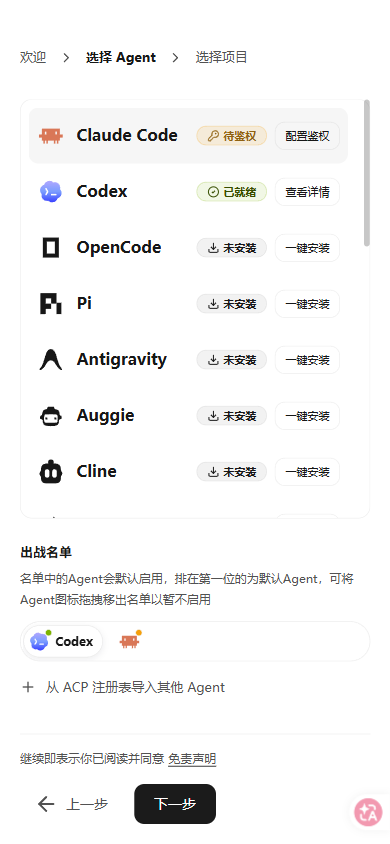 欢迎 > 选择 Agent > 选择项目
Claude Code 待鉴权 配置鉴权
Codex 已就绪 查看详情
OpenCode 未安装 一键安装
Pi 未安装 一键安装
Antigravity 未安装 一键安装
Auggie 未安装 一键安装
Cline 未安装 一键安装
出战名单
名单中的Agent会默认启用，排在第一位的为默认Agent，可将
Agent图标拖拽移出名单以暂不启用
Codex
从 ACP 注册表导入其他 Agent
继续即表示你已阅读并同意 免责声明
上一步 下一步